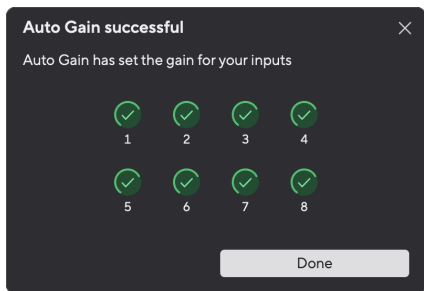 Auto Gain successful
Auto Gain has set the gain for your inputs
1 2 3 4
5 6 7 8
Done